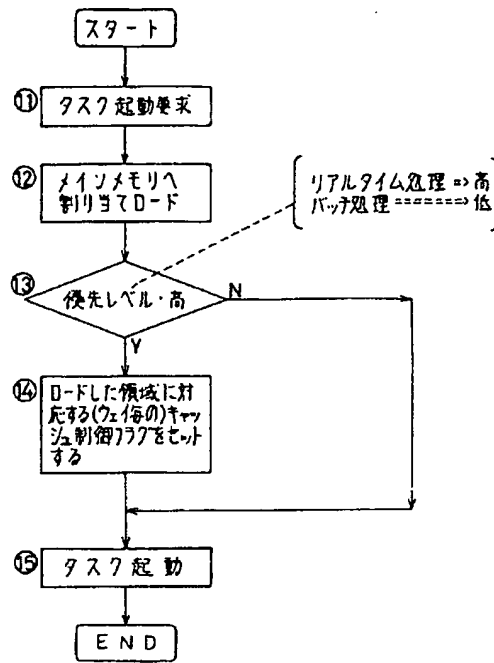 スタート
⑪ タスク起動要求
⑫ メインメモリへ
割り当てロード
リアルタイム処理 => 高
バッチ処理 =======> 低
⑬ 優先レベル・高
N
Y
⑭ ロードした領域に対
応する(ウェイ毎の)キャッ
シュ制御フラグをセット
する
⑮ タスク起動
END